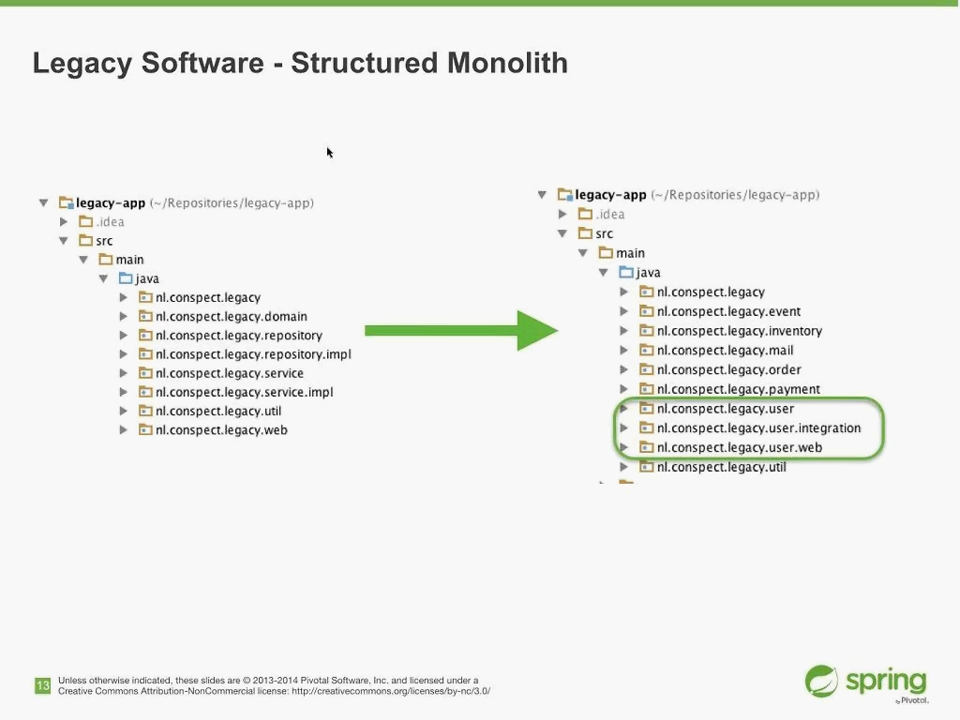 Legacy Software - Structured Monolith
legacy-app (~/Repositories/legacy-app)
.idea
src
main
java
nl.conspect.legacy
nl.conspect.legacy.domain
nl.conspect.legacy.repository
nl.conspect.legacy.repository.impl
nl.conspect.legacy.service
nl.conspect.legacy.service.impl
nl.conspect.legacy.util
nl.conspect.legacy.web
legacy-app (~/Repositories/legacy-app)
.idea
src
main
java
nl.conspect.legacy
nl.conspect.legacy.event
nl.conspect.legacy.inventory
nl.conspect.legacy.mail
nl.conspect.legacy.order
nl.conspect.legacy.payment
nl.conspect.legacy.user
nl.conspect.legacy.user.integration
nl.conspect.legacy.user.web
nl.conspect.legacy.util
13
Unless otherwise indicated, these slides are © 2013-2014 Pivotal Software, Inc. and licensed under a
Creative Commons Attribution-NonCommercial license: http://creativecommons.org/licenses/by-nc/3.0/
spring
by Pivotal.